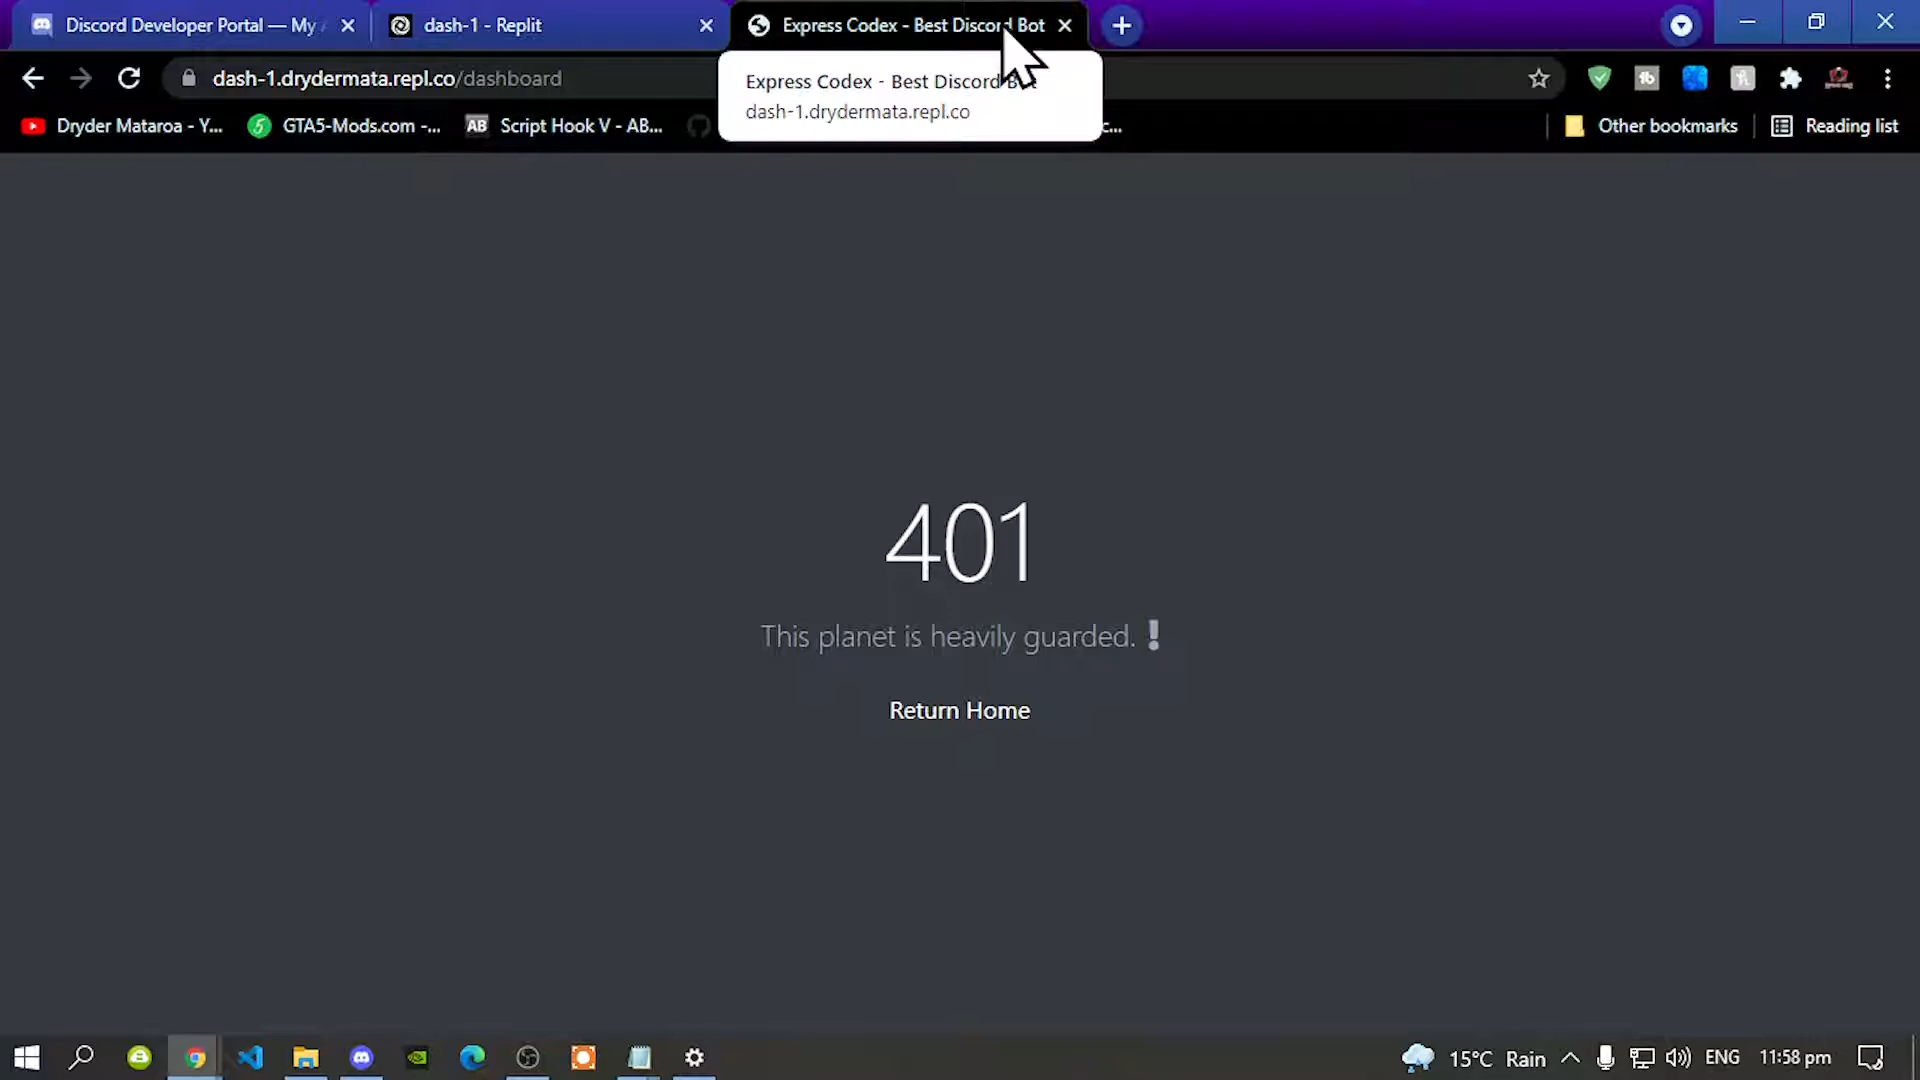 Discord Developer Portal — My
dash-1 - Replit
Express Codex - Best Discord Bot
dash-1.drydermata.repl.co/dashboard
Express Codex - Best Discord
dash-1.drydermata.repl.co
Dryder Mataroa - Y...
GTA5-Mods.com -...
AB Script Hook V - AB...
c...
Other bookmarks
Reading list
401
This planet is heavily guarded. !
Return Home
15°C Rain
ENG
11:58 pm